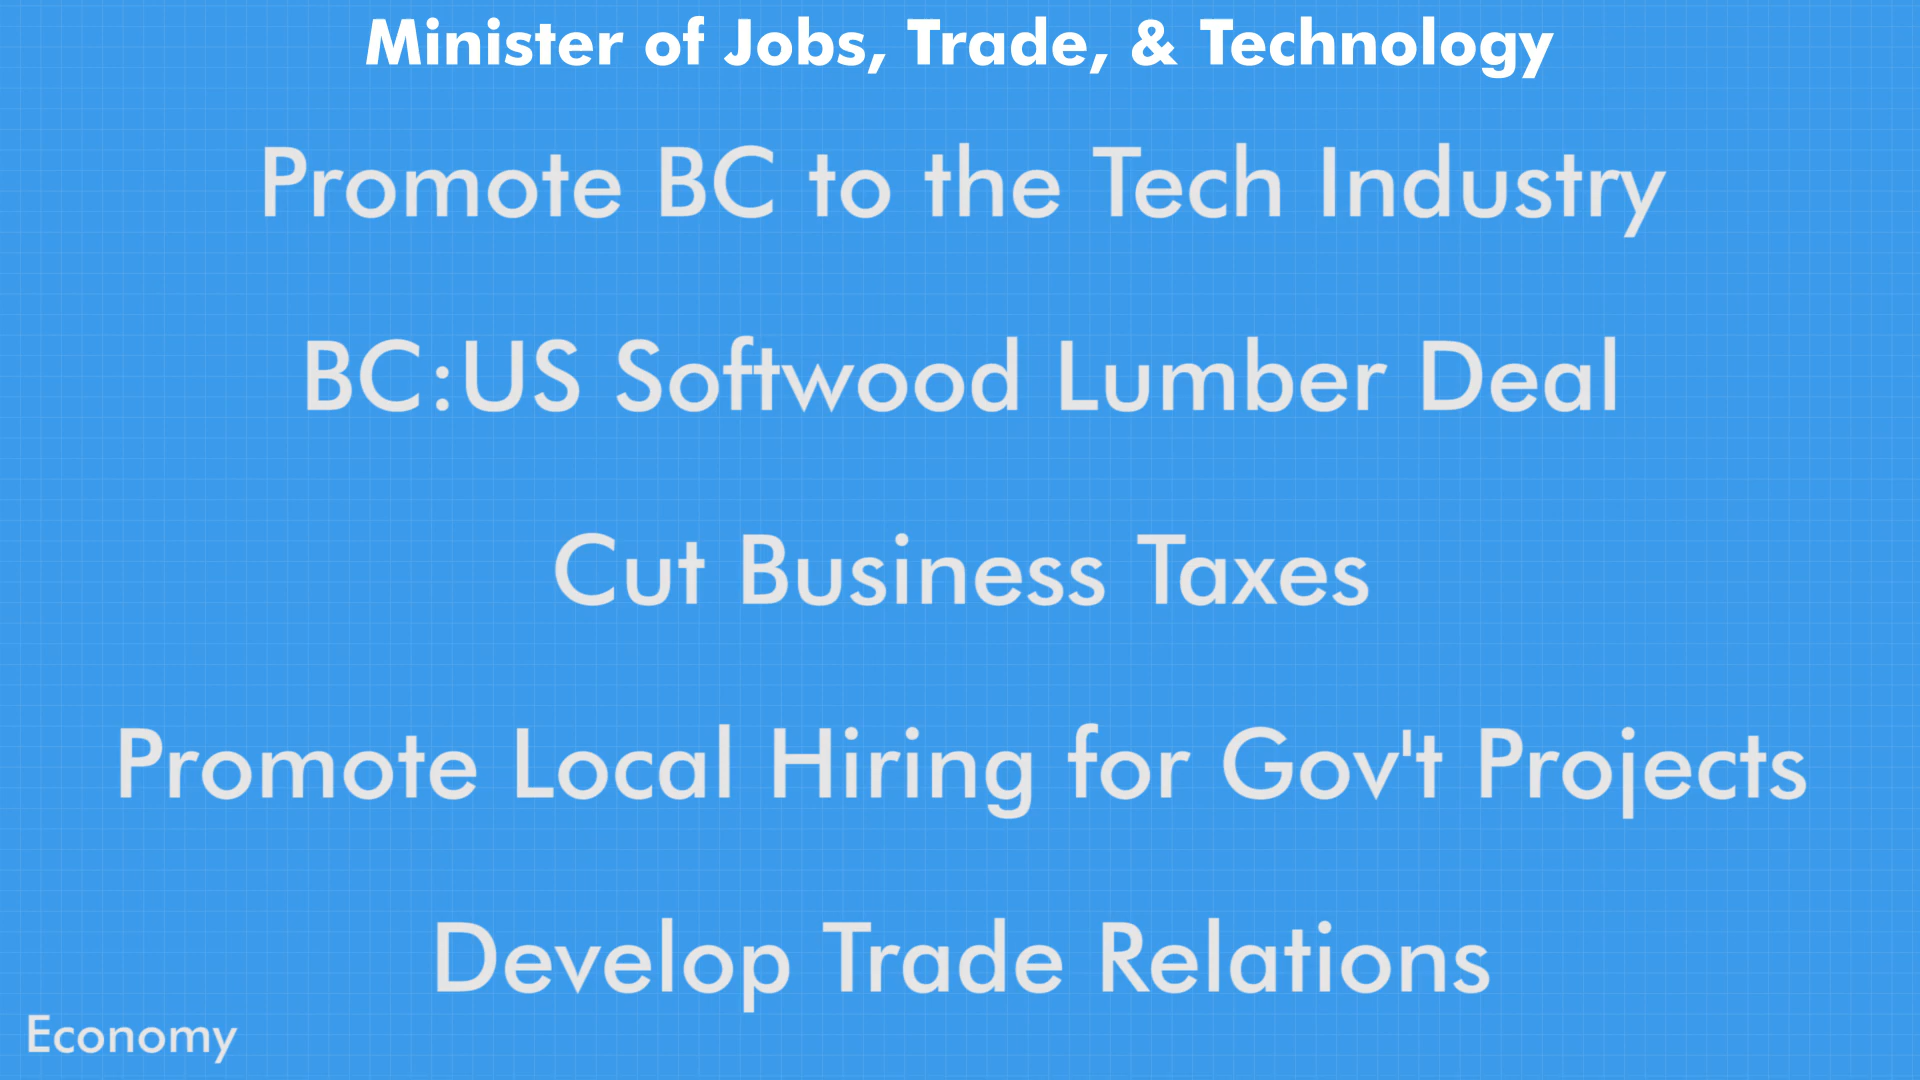 Minister of Jobs, Trade, & Technology
Promote BC to the Tech Industry
BC:US Softwood Lumber Deal
Cut Business Taxes
Promote Local Hiring for Gov't Projects
Develop Trade Relations
Economy